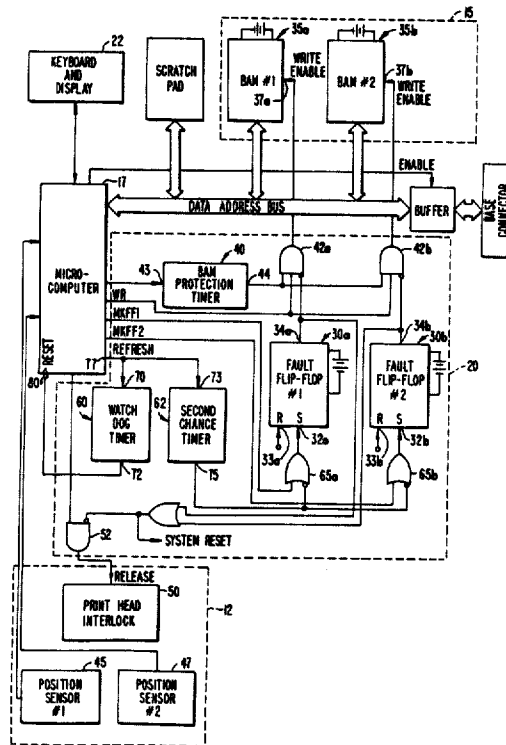 15
35a
35b
22
KEYBOARD AND DISPLAY
SCRATCH PAD
BAM #1
WRITE ENABLE
37a
BAM #2
37b
WRITE ENABLE
17
ENABLE
DATA ADDRESS BUS
BUFFER
BASE CONNECTOR
MICRO-COMPUTER
RESET
80
40
43
BAM PROTECTION TIMER
44
42a
42b
WR
MKFF1
MKFF2
REFRESH
77
34a
30a
34b
30b
FAULT FLIP-FLOP #1
R
S
FAULT FLIP-FLOP #2
R
S
20
70
73
60
WATCH DOG TIMER
62
SECOND CHANCE TIMER
72
75
33a
32a
33b
32b
65a
65b
52
SYSTEM RESET
RELEASE
50
PRINT HEAD INTERLOCK
12
45
POSITION SENSOR #1
47
POSITION SENSOR #2